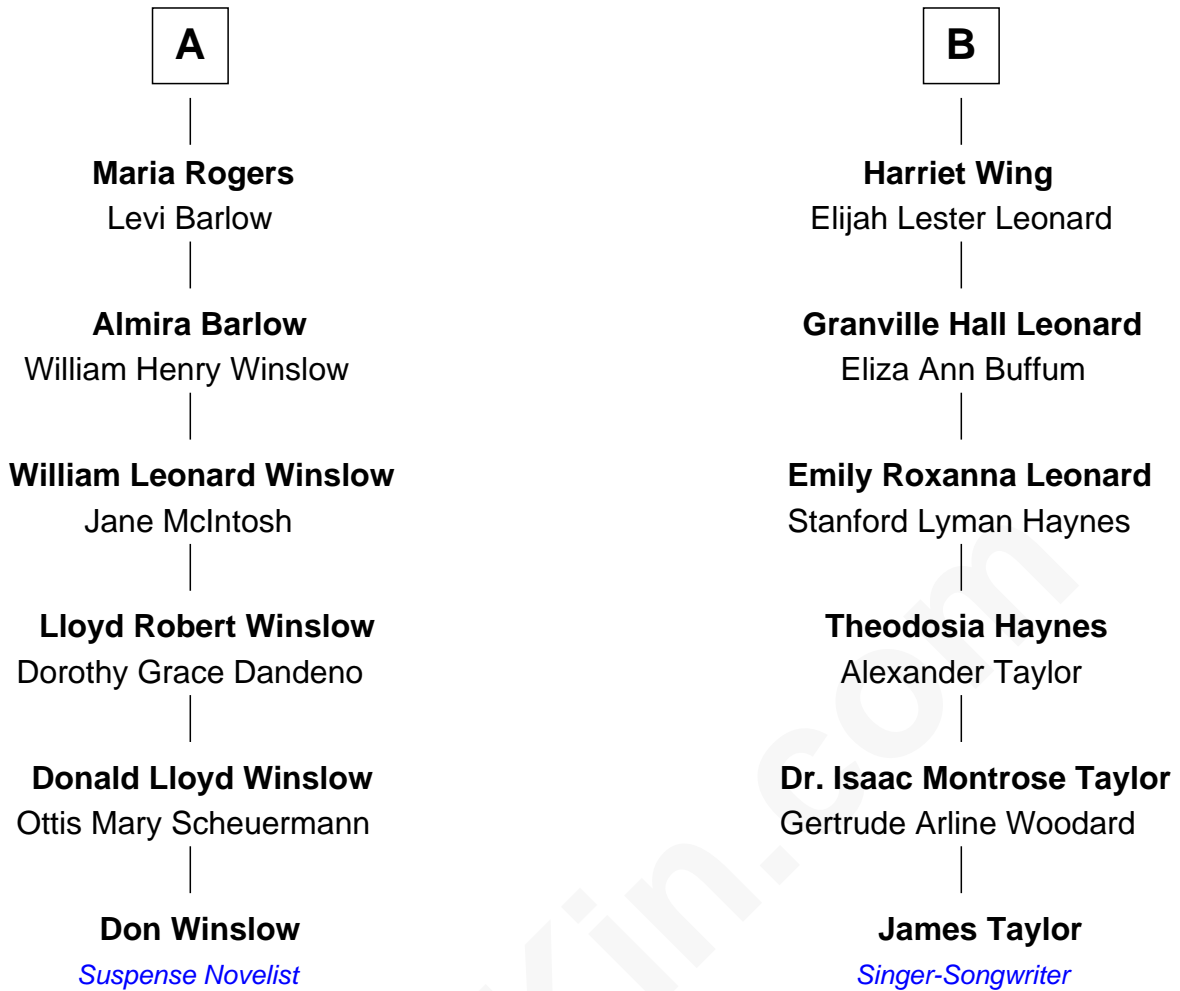 A
Maria Rogers
Levi Barlow
Almira Barlow
William Henry Winslow
William Leonard Winslow
Jane McIntosh
Lloyd Robert Winslow
Dorothy Grace Dandeno
Donald Lloyd Winslow
Ottis Mary Scheuermann
Don Winslow
Suspense Novelist
B
Harriet Wing
Elijah Lester Leonard
Granville Hall Leonard
Eliza Ann Buffum
Emily Roxanna Leonard
Stanford Lyman Haynes
Theodosia Haynes
Alexander Taylor
Dr. Isaac Montrose Taylor
Gertrude Arline Woodard
James Taylor
Singer-Songwriter
Kin.com